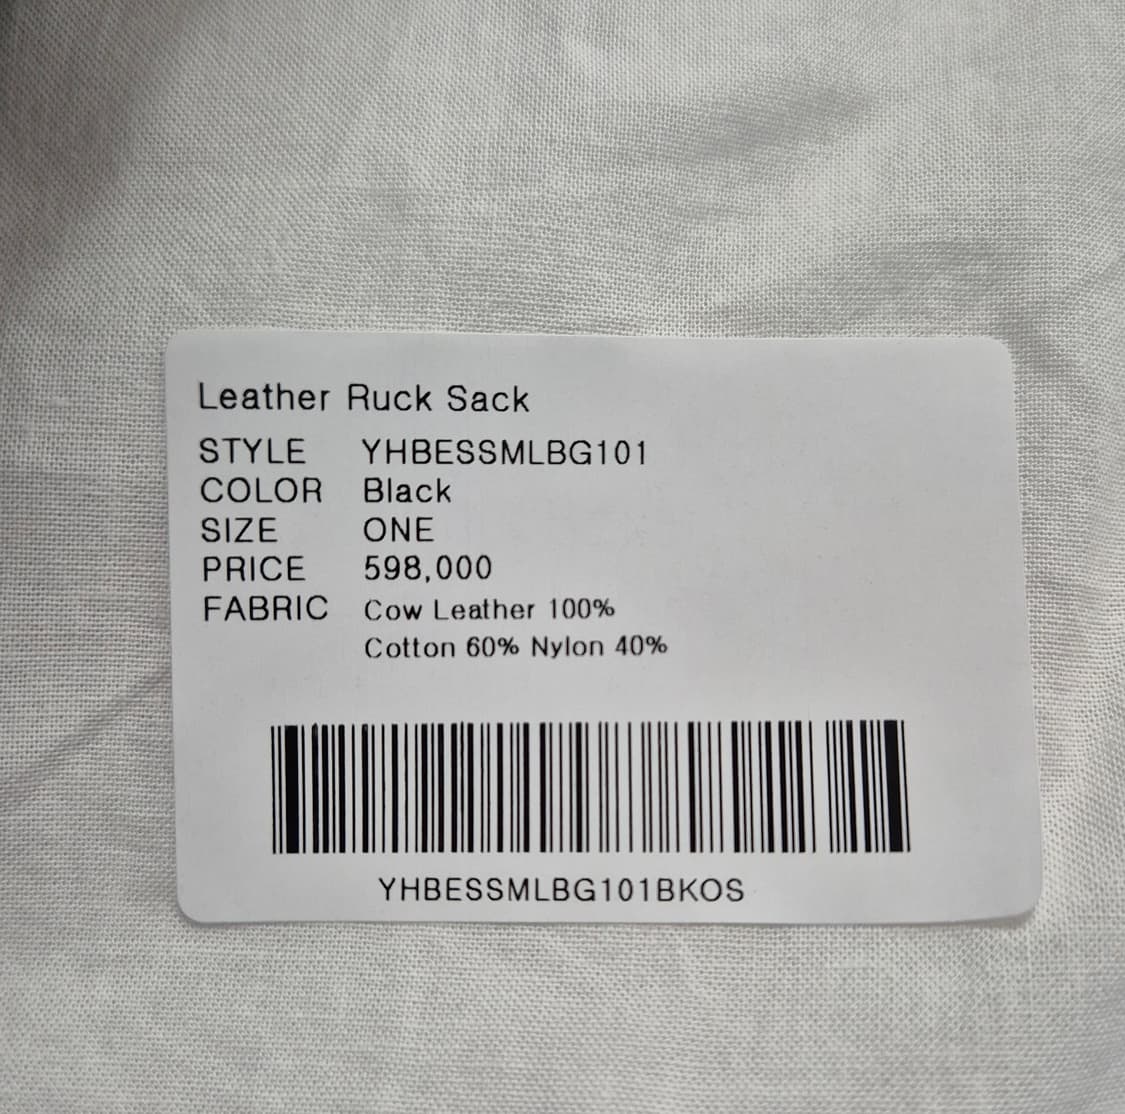 Leather Ruck Sack
STYLE YHBESSMLBG101
COLOR Black
SIZE ONE
PRICE 598,000
FABRIC Cow Leather 100%
Cotton 60% Nylon 40%
YHBESSMLBG101BKOS